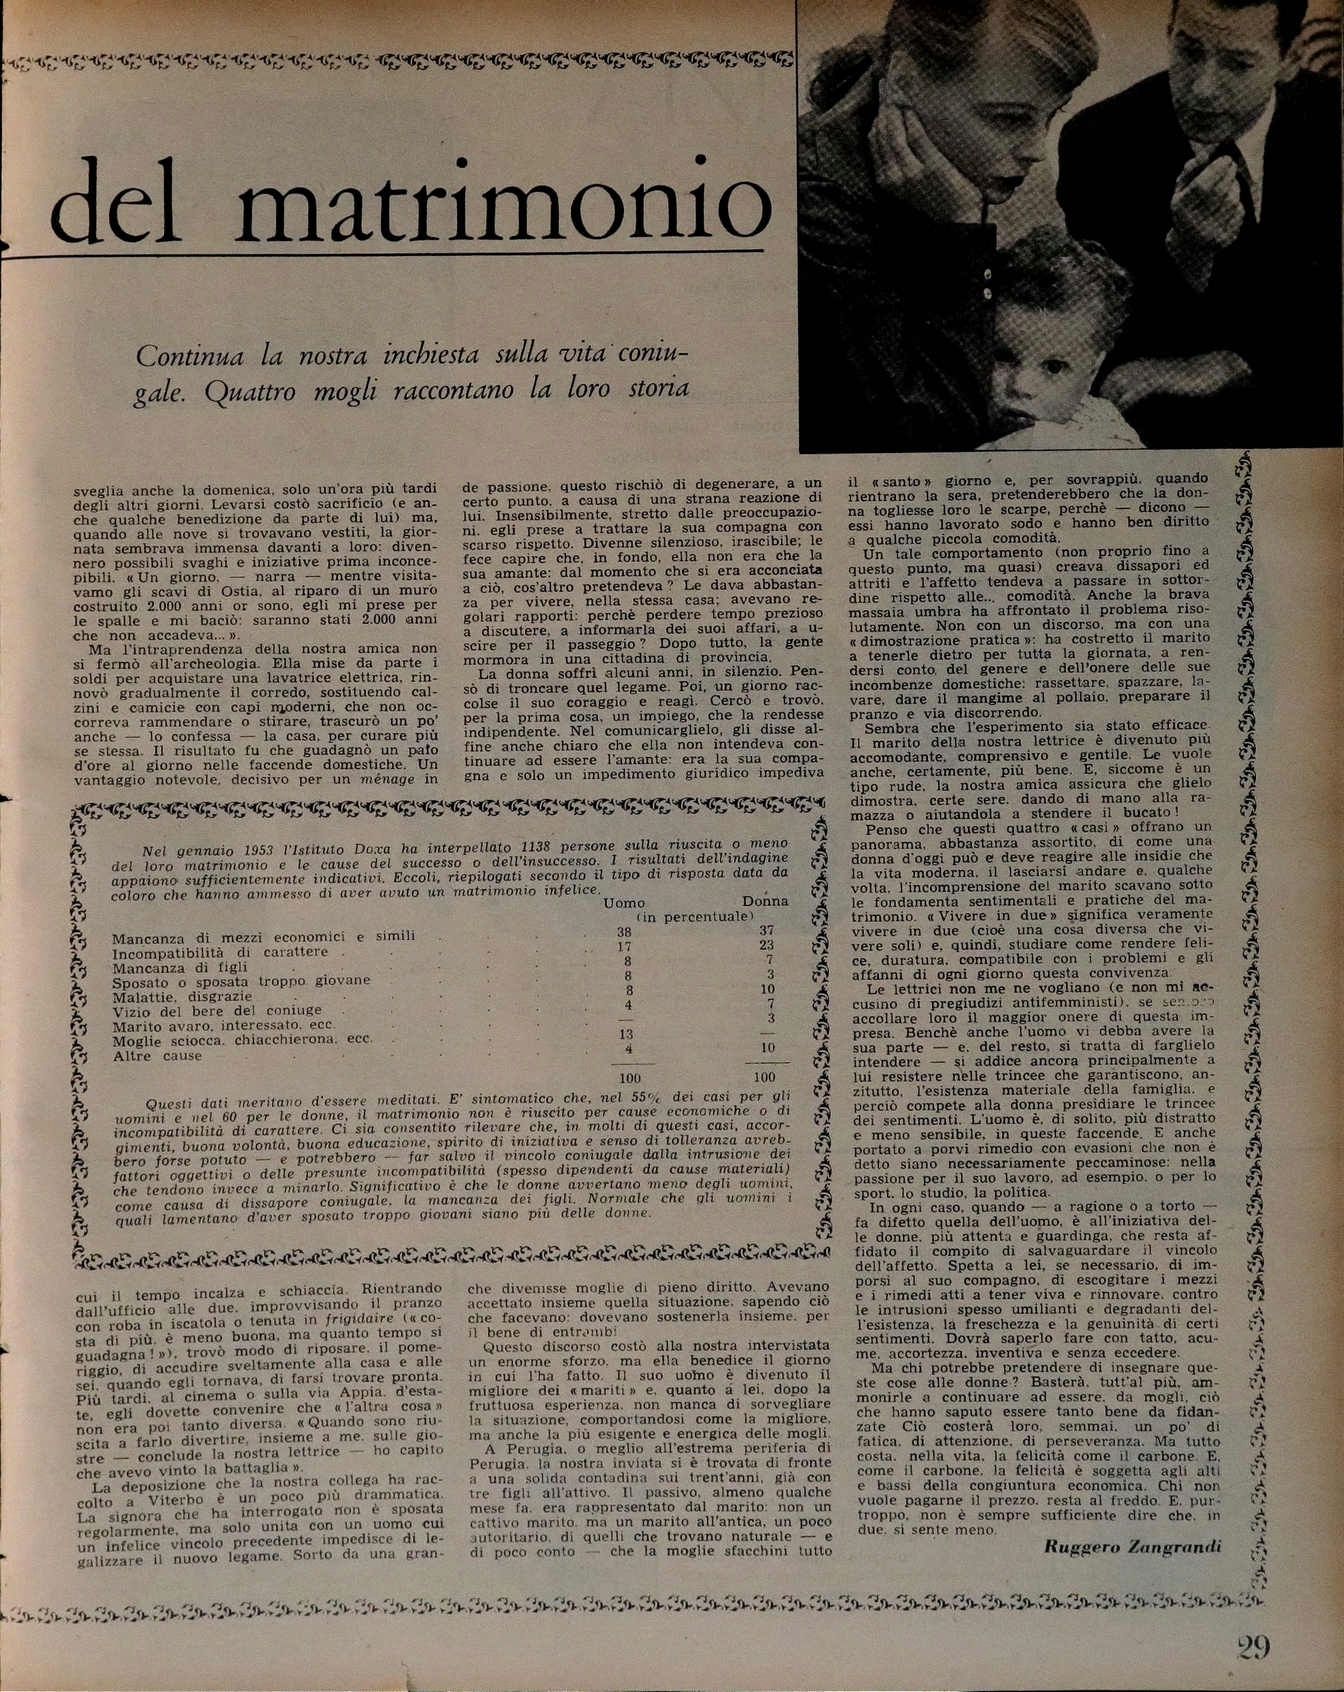 del matrimonio
Continua la nostra inchiesta sulla vita coniu-
gale. Quattro mogli raccontano la loro storia
sveglia anche la domenica, solo un'ora più tardi
degli altri giorni. Levarsi costò sacrificio (e an-
che qualche benedizione da parte di lui) ma,
quando alle nove si trovavano vestiti, la gior-
nata sembrava immensa davanti a loro: diven-
nero possibili svaghi e iniziative prima inconce-
pibili. « Un giorno, — narra — mentre visita-
vamo gli scavi di Ostia, al riparo di un muro
costruito 2.000 anni or sono, egli mi prese per
le spalle e mi baciò: saranno stati 2.000 anni
che non accadeva... ».
Ma l'intraprendenza della nostra amica non
si fermò all'archeologia. Ella mise da parte i
soldi per acquistare una lavatrice elettrica, rin-
novò gradualmente il corredo, sostituendo cal-
zini e camicie con capi moderni, che non oc-
correva rammendare o stirare, trascurò un po'
anche — lo confessa — la casa, per curare più
se stessa. Il risultato fu che guadagnò un paio
d'ore al giorno nelle faccende domestiche. Un
vantaggio notevole, decisivo per un ménage in
de passione, questo rischiò di degenerare, a un
certo punto, a causa di una strana reazione di
lui. Insensibilmente, stretto dalle preoccupazio-
ni, egli prese a trattare la sua compagna con
scarso rispetto. Divenne silenzioso, irascibile; le
fece capire che, in fondo, ella non era che la
sua amante: dal momento che si era acconciata
a ciò, cos'altro pretendeva? Le dava abbastan-
za per vivere, nella stessa casa; avevano re-
golari rapporti: perchè perdere tempo prezioso
a discutere, a informarla dei suoi affari, a u-
scire per il passeggio? Dopo tutto, la gente
mormora in una cittadina di provincia.
La donna soffrì alcuni anni, in silenzio. Pen-
sò di troncare quel legame. Poi, un giorno rac-
colse il suo coraggio e reagì. Cercò e trovò,
per la prima cosa, un impiego, che la rendesse
indipendente. Nel comunicarglielo, gli disse al-
fine anche chiaro che ella non intendeva con-
tinuare ad essere l'amante: era la sua compa-
gna e solo un impedimento giuridico impediva
Nel gennaio 1953 l'Istituto Doxa ha interpellato 1138 persone sulla riuscita o meno
del loro matrimonio e le cause del successo o dell'insuccesso. I risultati dell'indagine
appaiono sufficientemente indicativi. Eccoli, riepilogati secondo il tipo di risposta data da
coloro che hanno ammesso di aver avuto un matrimonio infelice.
Uomo Donna
(in percentuale)
Mancanza di mezzi economici e simili . . . . 38 37
Incompatibilità di carattere . . . . . 17 23
Mancanza di figli . . . . . 8 7
Sposato o sposata troppo giovane . . . . 8 3
Malattie, disgrazie . . . . . 8 10
Vizio del bere del coniuge . . . . . 4 7
Marito avaro, interessato, ecc. . . . . — 3
Moglie sciocca, chiacchierona, ecc. . . . . 13 —
Altre cause . . . . . 4 10
100 100
Questi dati meritano d'essere meditati. E' sintomatico che, nel 55% dei casi per gli
uomini e nel 60 per le donne, il matrimonio non è riuscito per cause economiche o di
incompatibilità di carattere. Ci sia consentito rilevare che, in molti di questi casi, accor-
gimenti, buona volontà, buona educazione, spirito di iniziativa e senso di tolleranza avreb-
bero forse potuto — e potrebbero — far salvo il vincolo coniugale dalla intrusione dei
fattori oggettivi o delle presunte incompatibilità (spesso dipendenti da cause materiali)
che tendono invece a minarlo. Significativo è che le donne avvertano meno degli uomini,
come causa di dissapore coniugale, la mancanza dei figli. Normale che gli uomini i
quali lamentano d'aver sposato troppo giovani siano più delle donne.
cui il tempo incalza e schiaccia. Rientrando
dall'ufficio alle due, improvvisando il pranzo
con roba in iscatola o tenuta in frigidaire (« co-
sta di più, è meno buona, ma quanto tempo si
guadagna! »), trovò modo di riposare, il pome-
riggio, di accudire sveltamente alla casa e alle
sei, quando egli tornava, di farsi trovare pronta.
Più tardi, al cinema o sulla via Appia, d'esta-
te, egli dovette convenire che « l'altra cosa »
non era poi tanto diversa. « Quando sono riu-
scita a farlo divertire, insieme a me, sulle gio-
stre — conclude la nostra lettrice — ho capito
che avevo vinto la battaglia ».
La deposizione che la nostra collega ha rac-
colto a Viterbo è un poco più drammatica.
La signora che ha interrogato non è sposata
regolarmente, ma solo unita con un uomo cui
un infelice vincolo precedente impedisce di le-
galizzare il nuovo legame. Sorto da una gran-
che divenisse moglie di pieno diritto. Avevano
accettato insieme quella situazione, sapendo ciò
che facevano: dovevano sostenerla insieme, per
il bene di entrambi
Questo discorso costò alla nostra intervistata
un enorme sforzo, ma ella benedice il giorno
in cui l'ha fatto. Il suo uomo è divenuto il
migliore dei « mariti » e, quanto a lei, dopo la
fruttuosa esperienza, non manca di sorvegliare
la situazione, comportandosi come la migliore,
ma anche la più esigente e energica delle mogli.
A Perugia, o meglio all'estrema periferia di
Perugia, la nostra inviata si è trovata di fronte
a una solida contadina sui trent'anni, già con
tre figli all'attivo. Il passivo, almeno qualche
mese fa, era rappresentato dal marito: non un
cattivo marito, ma un marito all'antica, un poco
autoritario, di quelli che trovano naturale — e
di poco conto — che la moglie sfacchini tutto
il « santo » giorno e, per sovrappiù, quando
rientrano la sera, pretenderebbero che la don-
na togliesse loro le scarpe, perchè — dicono —
essi hanno lavorato sodo e hanno ben diritto
a qualche piccola comodità.
Un tale comportamento (non proprio fino a
questo punto, ma quasi) creava dissapori ed
attriti e l'affetto tendeva a passare in sottor-
dine rispetto alle... comodità. Anche la brava
massaia umbra ha affrontato il problema riso-
lutamente. Non con un discorso, ma con una
« dimostrazione pratica »: ha costretto il marito
a tenerle dietro per tutta la giornata, a ren-
dersi conto del genere e dell'onere delle sue
incombenze domestiche: rassettare, spazzare, la-
vare, dare il mangime al pollaio, preparare il
pranzo e via discorrendo.
Sembra che l'esperimento sia stato efficace
Il marito della nostra lettrice è divenuto più
accomodante, comprensivo e gentile. Le vuole
anche, certamente, più bene. E, siccome è un
tipo rude, la nostra amica assicura che glielo
dimostra, certe sere, dando di mano alla ra-
mazza o aiutandola a stendere il bucato!
Penso che questi quattro « casi » offrano un
panorama, abbastanza assortito, di come una
donna d'oggi può e deve reagire alle insidie che
la vita moderna, il lasciarsi andare e, qualche
volta, l'incomprensione del marito scavano sotto
le fondamenta sentimentali e pratiche del ma-
trimonio. « Vivere in due » significa veramente
vivere in due (cioè una cosa diversa che vi-
vere soli) e, quindi, studiare come rendere feli-
ce, duratura, compatibile con i problemi e gli
affanni di ogni giorno questa convivenza.
Le lettrici non me ne vogliano (e non mi ac-
cusino di pregiudizi antifemministi), se sembro
accollare loro il maggior onere di questa im-
presa. Benchè anche l'uomo vi debba avere la
sua parte — e, del resto, si tratta di farglielo
intendere — si addice ancora principalmente a
lui resistere nelle trincee che garantiscono, an-
zitutto, l'esistenza materiale della famiglia, e
perciò compete alla donna presidiare le trincee
dei sentimenti. L'uomo è, di solito, più distratto
e meno sensibile, in queste faccende. E anche
portato a porvi rimedio con evasioni che non è
detto siano necessariamente peccaminose: nella
passione per il suo lavoro, ad esempio, o per lo
sport, lo studio, la politica.
In ogni caso, quando — a ragione o a torto —
fa difetto quella dell'uomo, è all'iniziativa del-
le donne, più attenta e guardinga, che resta af-
fidato il compito di salvaguardare il vincolo
dell'affetto. Spetta a lei, se necessario, di im-
porsi al suo compagno, di escogitare i mezzi
e i rimedi atti a tener viva e rinnovare, contro
le intrusioni spesso umilianti e degradanti del-
l'esistenza, la freschezza e la genuinità di certi
sentimenti. Dovrà saperlo fare con tatto, acu-
me, accortezza, inventiva e senza eccedere.
Ma chi potrebbe pretendere di insegnare que-
ste cose alle donne? Basterà, tutt'al più, am-
monirle a continuare ad essere, da mogli, ciò
che hanno saputo essere tanto bene da fidan-
zate Ciò costerà loro, semmai, un po' di
fatica, di attenzione, di perseveranza. Ma tutto
costa, nella vita, la felicità come il carbone. E,
come il carbone, la felicità è soggetta agli alti
e bassi della congiuntura economica. Chi non
vuole pagarne il prezzo, resta al freddo. E, pur-
troppo, non è sempre sufficiente dire che, in
due, si sente meno.
Ruggero Zangrandi
29